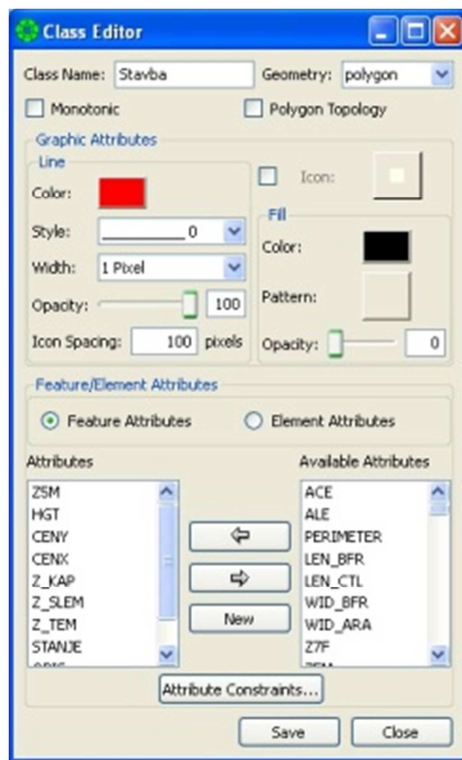 Class Editor
Class Name: Stavba Geometry: polygon
Monotonic Polygon Topology
Graphic Attributes
Line
Color:
Style: 0
Width: 1 Pixel
Opacity: 100
Icon Spacing: 100 pixels
Icon:
Fill
Color:
Pattern:
Opacity: 0
Feature/Element Attributes
Feature Attributes Element Attributes
Attributes
Z5M
HGT
CENY
CENX
Z_KAP
Z_SLEM
Z_TEM
STANJE
New
Available Attributes
ACE
ALE
PERIMETER
LEN_BFR
LEN_CTL
WID_BFR
WID_ARA
Z7F
Attribute Constraints...
Save Close